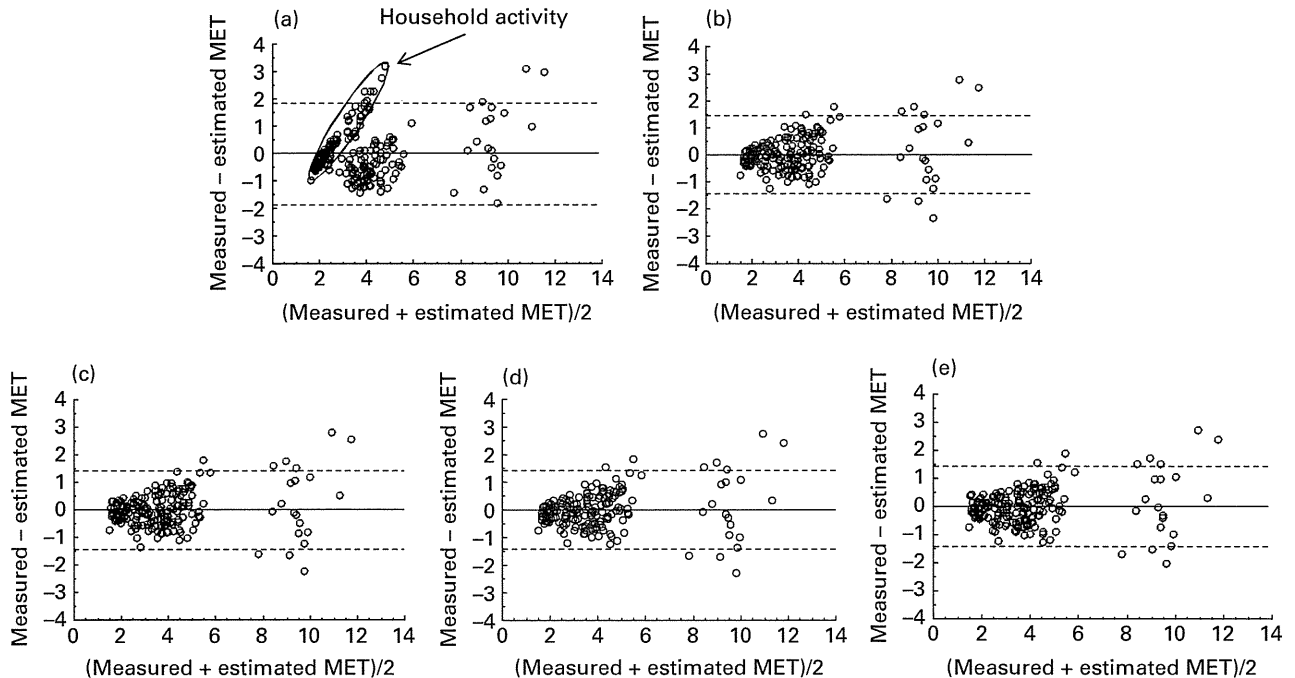 (a)
Household activity
Measured – estimated MET
4
3
2
1
0
–1
–2
–3
–4
0 2 4 6 8 10 12 14
(Measured + estimated MET)/2
(b)
Measured – estimated MET
4
3
2
1
0
–1
–2
–3
–4
0 2 4 6 8 10 12 14
(Measured + estimated MET)/2
(c)
Measured – estimated MET
4
3
2
1
0
–1
–2
–3
–4
0 2 4 6 8 10 12 14
(Measured + estimated MET)/2
(d)
Measured – estimated MET
4
3
2
1
0
–1
–2
–3
–4
0 2 4 6 8 10 12 14
(Measured + estimated MET)/2
(e)
Measured – estimated MET
4
3
2
1
0
–1
–2
–3
–4
0 2 4 6 8 10 12 14
(Measured + estimated MET)/2